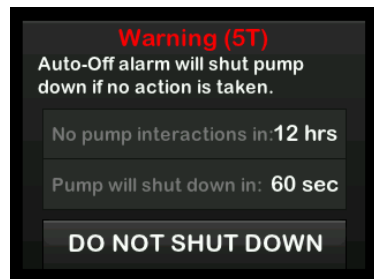 Warning (5T)
Auto-Off alarm will shut pump
down if no action is taken.
No pump interactions in:12 hrs
Pump will shut down in: 60 sec
DO NOT SHUT DOWN